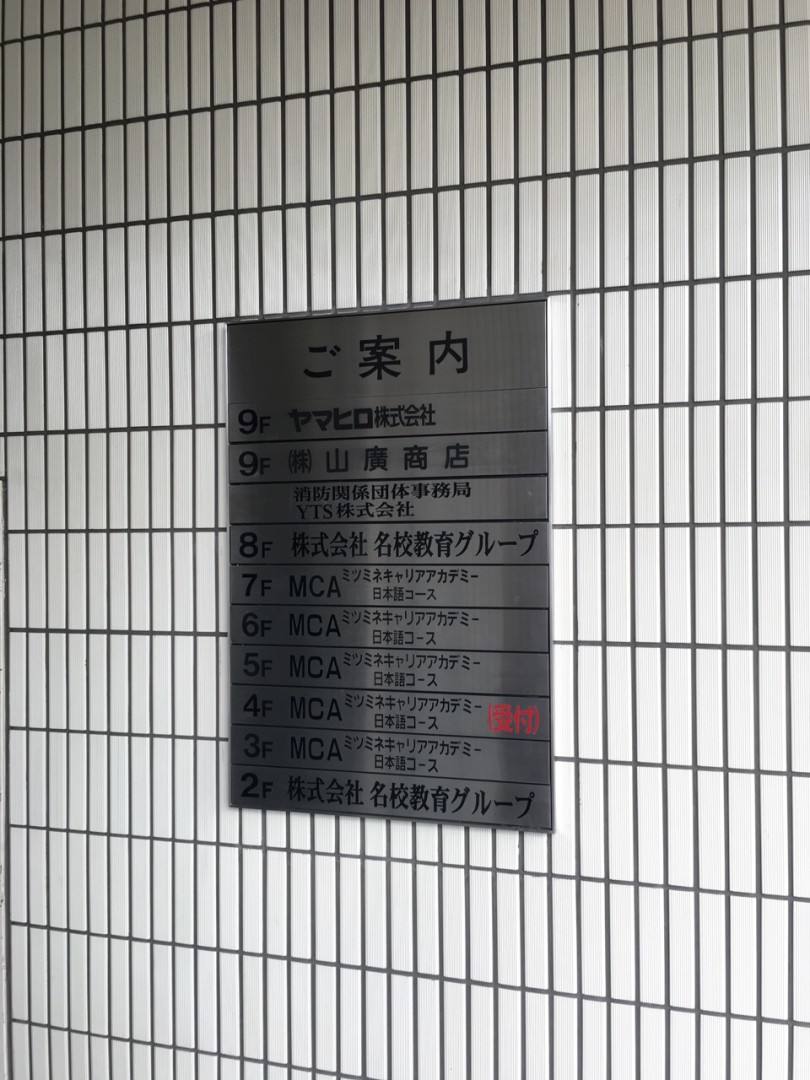 ご案内
9F ヤマヒロ株式会社
9F ㈱ 山廣商店
消防関係団体事務局
YTS株式会社
8F 株式会社 名校教育グループ
7F MCA ミツミネキャリアアカデミー
日本語コース
6F MCA ミツミネキャリアアカデミー
日本語コース
5F MCA ミツミネキャリアアカデミー
日本語コース
4F MCA ミツミネキャリアアカデミー (受付)
日本語コース
3F MCA ミツミネキャリアアカデミー
日本語コース
2F 株式会社 名校教育グループ